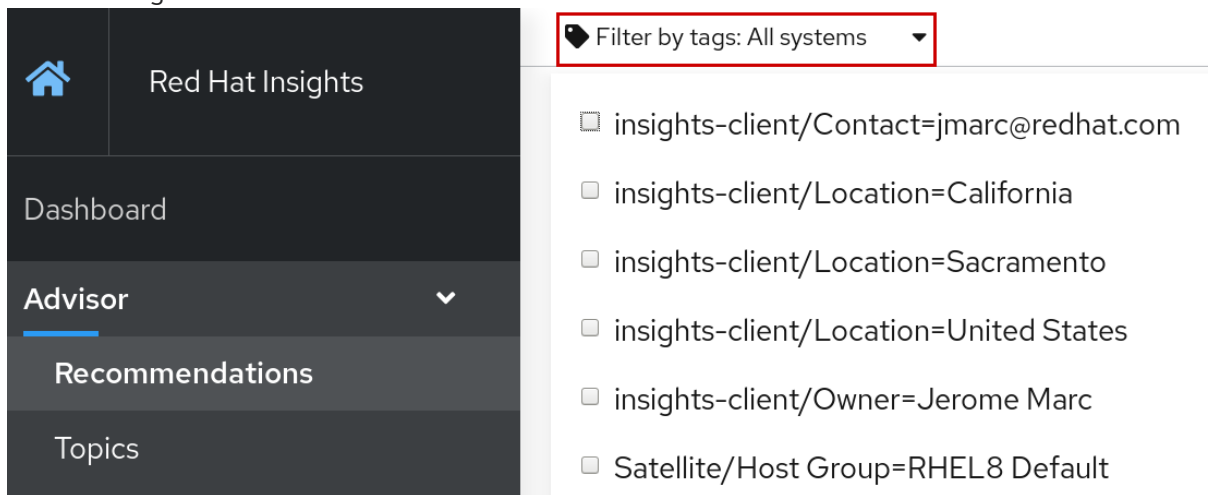 Red Hat Insights
Dashboard
Advisor
Recommendations
Topics
Filter by tags: All systems
insights-client/Contact=jmarc@redhat.com
insights-client/Location=California
insights-client/Location=Sacramento
insights-client/Location=United States
insights-client/Owner=Jerome Marc
Satellite/Host Group=RHEL8 Default